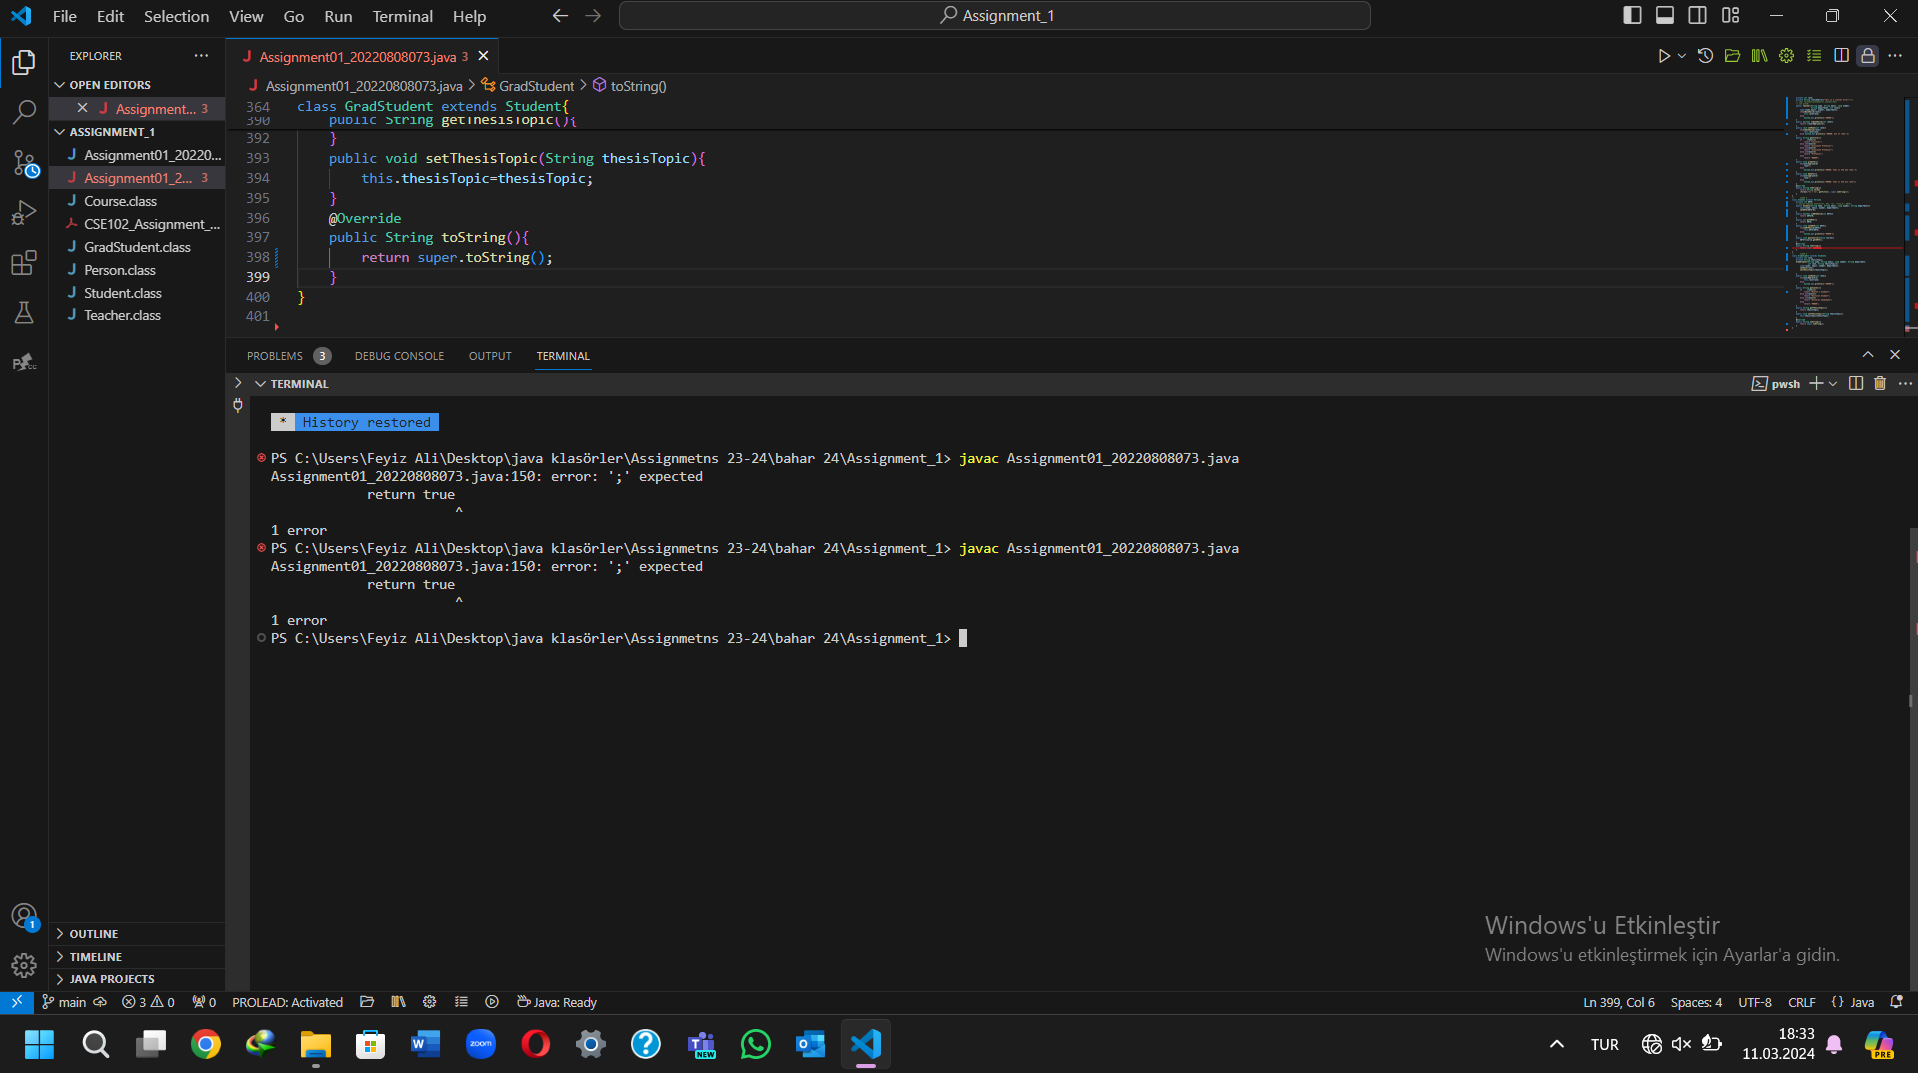 File Edit Selection View Go Run Terminal Help
Assignment_1
EXPLORER
OPEN EDITORS
Assignment... 3
ASSIGNMENT_1
Assignment01_20220...
Assignment01_2... 3
Course.class
CSE102_Assignment_...
GradStudent.class
Person.class
Student.class
Teacher.class
OUTLINE
TIMELINE
JAVA PROJECTS
Assignment01_20220808073.java 3
Assignment01_20220808073.java > GradStudent > toString()
364 class GradStudent extends Student{
390 public String getThesisTopic(){
392 }
393 public void setThesisTopic(String thesisTopic){
394 this.thesisTopic=thesisTopic;
395 }
396 @Override
397 public String toString(){
398 return super.toString();
399 }
400 }
401
PROBLEMS 3 DEBUG CONSOLE OUTPUT TERMINAL
TERMINAL
pwsh
* History restored
PS C:\Users\Feyiz Ali\Desktop\java klasörler\Assignmetns 23-24\bahar 24\Assignment_1> javac Assignment01_20220808073.java
Assignment01_20220808073.java:150: error: ';' expected
return true
^
1 error
PS C:\Users\Feyiz Ali\Desktop\java klasörler\Assignmetns 23-24\bahar 24\Assignment_1> javac Assignment01_20220808073.java
Assignment01_20220808073.java:150: error: ';' expected
return true
^
1 error
PS C:\Users\Feyiz Ali\Desktop\java klasörler\Assignmetns 23-24\bahar 24\Assignment_1>
Windows'u Etkinleştir
Windows'u etkinleştirmek için Ayarlar'a gidin.
1
main 3 0 0 PROLEAD: Activated Java: Ready
Ln 399, Col 6 Spaces: 4 UTF-8 CRLF {} Java
zoom
NEW
TUR
18:33
11.03.2024
PRE